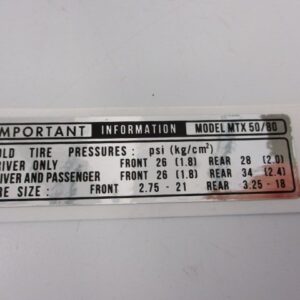 IMPORTANT INFORMATION MODEL MTX 50/80
OLD TIRE PRESSURES : psi (kg/cm²)
RIVER ONLY FRONT 26 (1.8) REAR 28 (2.0)
RIVER AND PASSENGER FRONT 26 (1.8) REAR 34 (2.4)
RE SIZE : FRONT 2.75 - 21 REAR 3.25 - 18